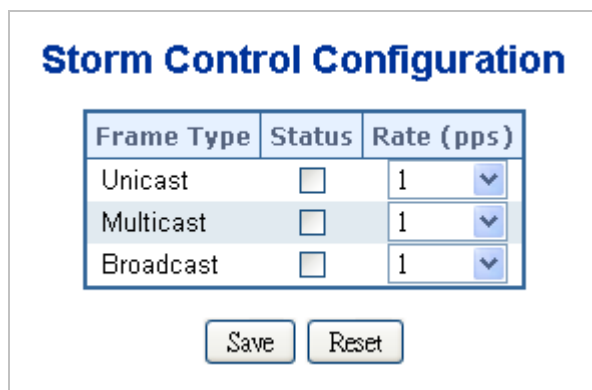 Storm Control Configuration
Frame Type Status Rate (pps)
Unicast 1
Multicast 1
Broadcast 1
Save Reset